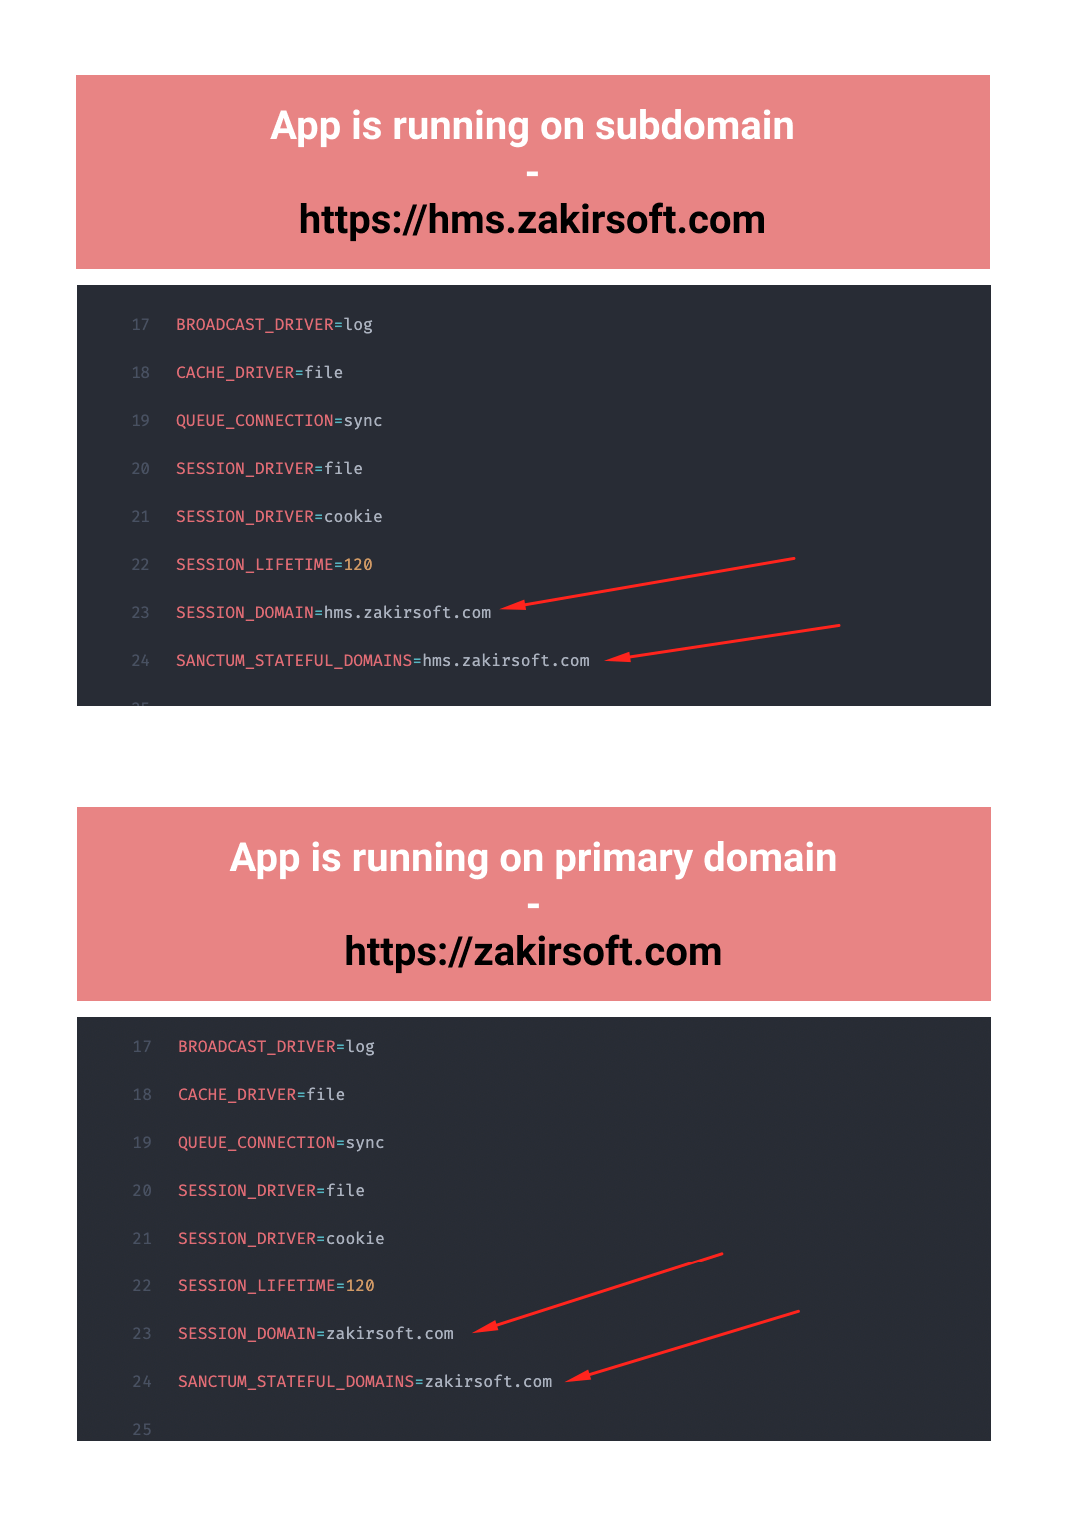 App is running on subdomain
-
https://hms.zakirsoft.com
17 BROADCAST_DRIVER=log
18 CACHE_DRIVER=file
19 QUEUE_CONNECTION=sync
20 SESSION_DRIVER=file
21 SESSION_DRIVER=cookie
22 SESSION_LIFETIME=120
23 SESSION_DOMAIN=hms.zakirsoft.com
24 SANCTUM_STATEFUL_DOMAINS=hms.zakirsoft.com
25
App is running on primary domain
-
https://zakirsoft.com
17 BROADCAST_DRIVER=log
18 CACHE_DRIVER=file
19 QUEUE_CONNECTION=sync
20 SESSION_DRIVER=file
21 SESSION_DRIVER=cookie
22 SESSION_LIFETIME=120
23 SESSION_DOMAIN=zakirsoft.com
24 SANCTUM_STATEFUL_DOMAINS=zakirsoft.com
25